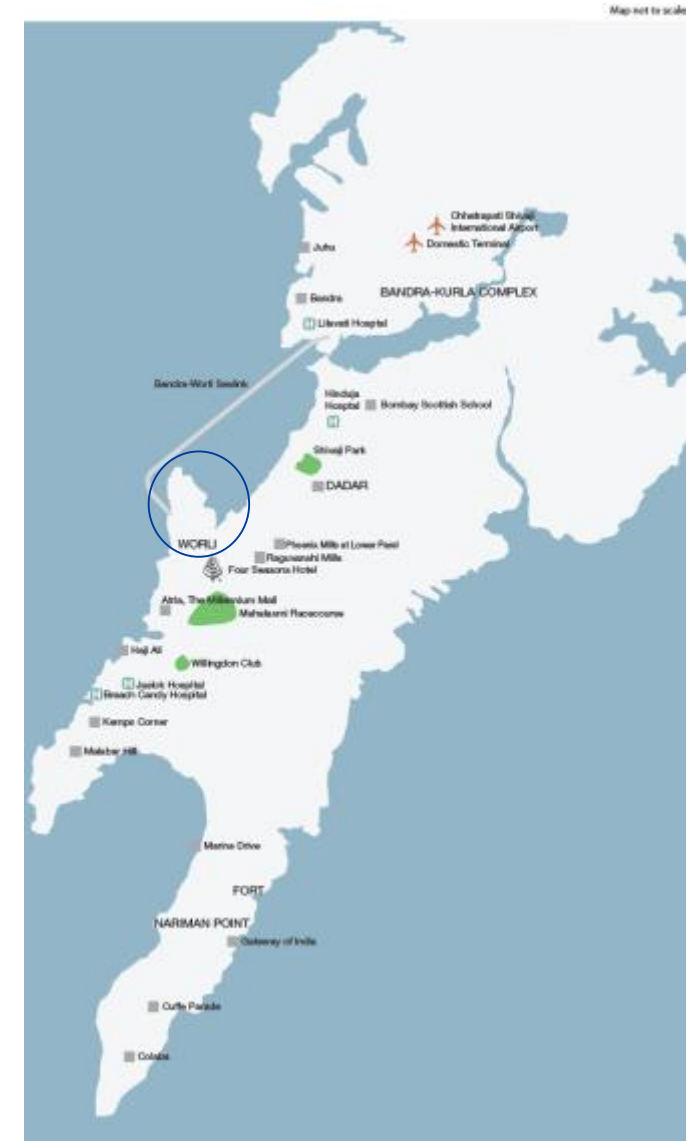 Map not to scale
Chhatrapati Shivaji
International Airport
Domestic Terminal
Juhu
BANDRA-KURLA COMPLEX
Bandra
Lilavati Hospital
Bandra-Worli Sealink
Hinduja
Hospital
Bombay Scottish School
Shivaji Park
DADAR
WORLI
Phoenix Mills at Lower Parel
Raguvanshi Mills
Four Seasons Hotel
Atria, The Millennium Mall
Mahalaxmi Racecourse
Haji Ali
Willingdon Club
Jaslok Hospital
Breach Candy Hospital
Kemps Corner
Malabar Hill
Marine Drive
FORT
NARIMAN POINT
Gateway of India
Cuffe Parade
Colaba